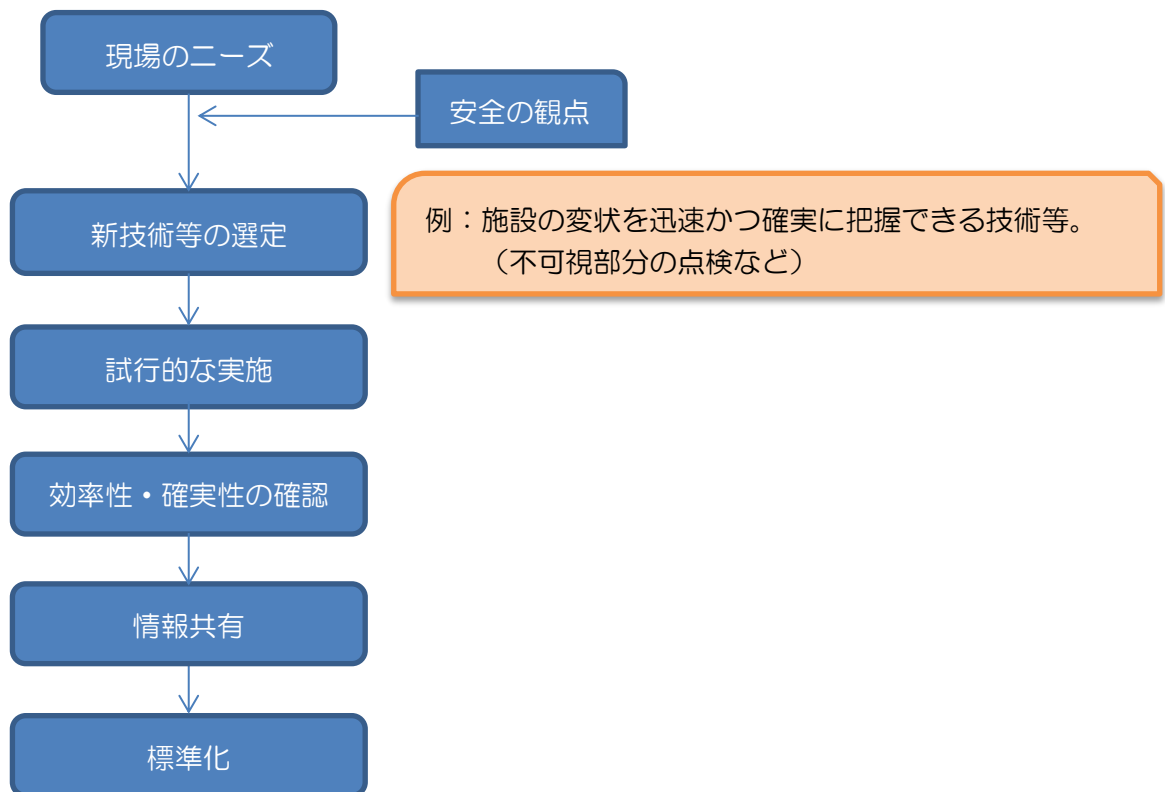 現場のニーズ
安全の観点
新技術等の選定
例：施設の変状を迅速かつ確実に把握できる技術等。
（不可視部分の点検など）
試行的な実施
効率性・確実性の確認
情報共有
標準化